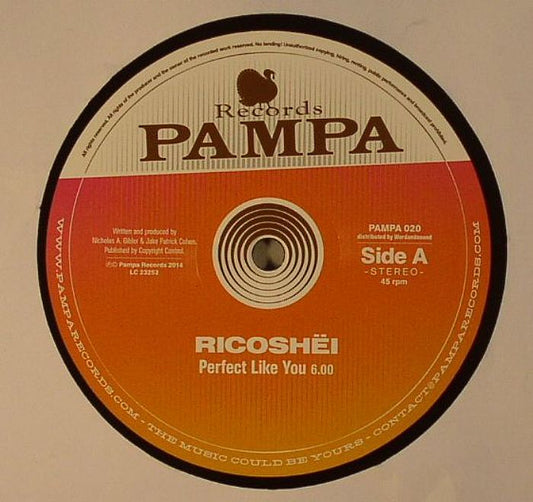 All rights reserved. All rights of the producer and the owner of the recorded work reserved. No lending! Unauthorized copying, hiring, renting, public performance and broadcast prohibited.
Records
PAMPA
Written and produced by
Nicholas A. Gibler & Jake Patrick Cohen.
Published by Copyright Control.
℗© Pampa Records 2014
LC 23253
PAMPA 020
distributed by Wordandsound
Side A
-STEREO-
45 rpm
RICOSHËI
Perfect Like You 6.00
WWW.PAMPARECORDS.COM - THE MUSIC COULD BE YOURS - CONTACT@PAMPARECORDS.COM